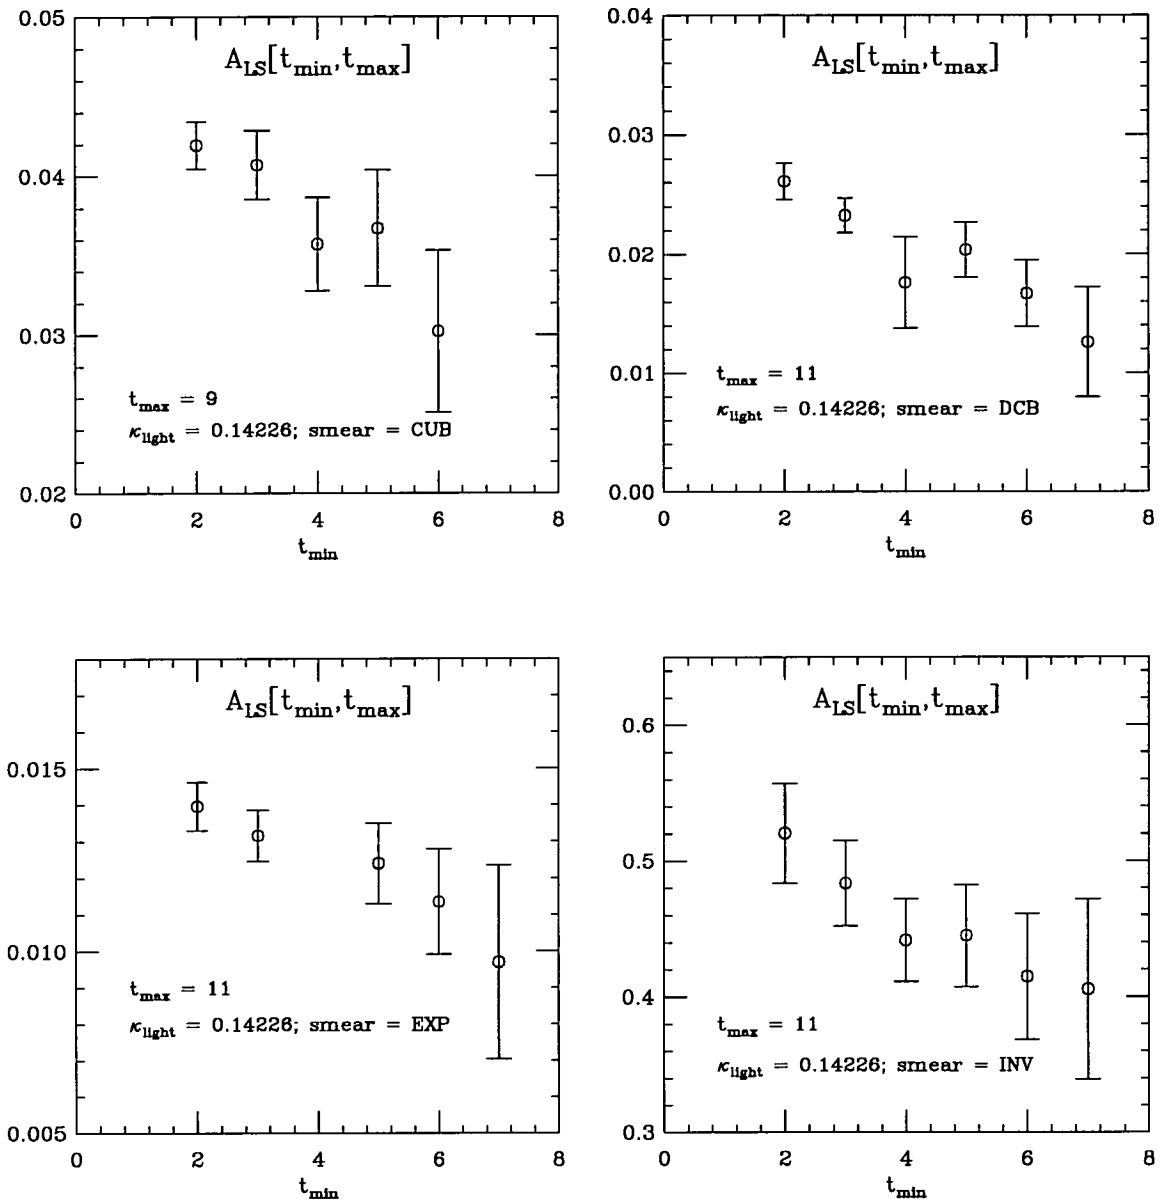 A_LS[t_min,t_max]
0.05
0.04
0.03
0.02
t_max = 9
κ_light = 0.14226; smear = CUB
0 2 4 6 8
t_min
A_LS[t_min,t_max]
0.04
0.03
0.02
0.01
0.00
t_max = 11
κ_light = 0.14226; smear = DCB
0 2 4 6 8
t_min
A_LS[t_min,t_max]
0.015
0.010
0.005
t_max = 11
κ_light = 0.14226; smear = EXP
0 2 4 6 8
t_min
A_LS[t_min,t_max]
0.6
0.5
0.4
0.3
t_max = 11
κ_light = 0.14226; smear = INV
0 2 4 6 8
t_min